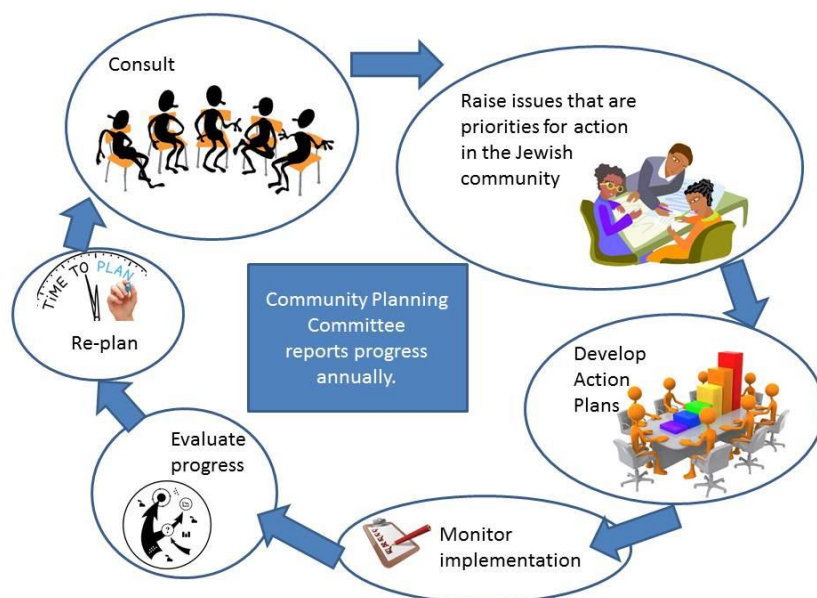 Consult
Raise issues that are
priorities for action
in the Jewish
community
TIME TO PLAN
Re-plan
Community Planning
Committee
reports progress
annually.
Develop
Action
Plans
Evaluate
progress
?
Monitor
implementation